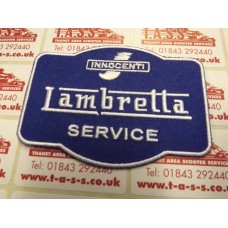 01843 292440
INNOCENTI
Lambretta
SERVICE
THANET AREA SCOOTER SERVICES
Tel: 01843 292440
www.t-a-s-s.co.uk